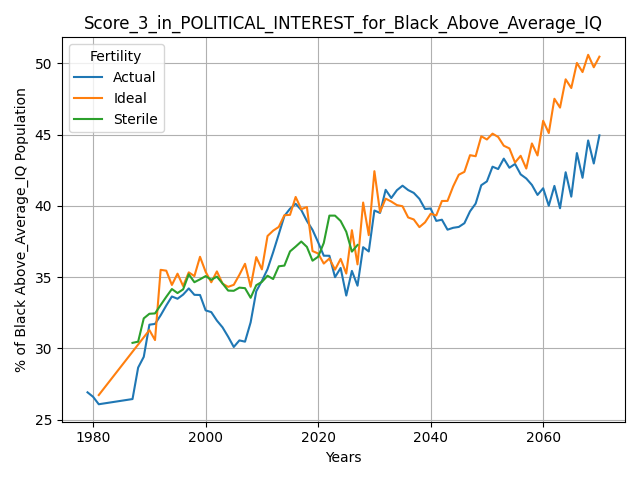 Score_3_in_POLITICAL_INTEREST_for_Black_Above_Average_IQ
Fertility
Actual
Ideal
Sterile
% of Black Above_Average_IQ Population
50
45
40
35
30
25
1980
2000
2020
2040
2060
Years